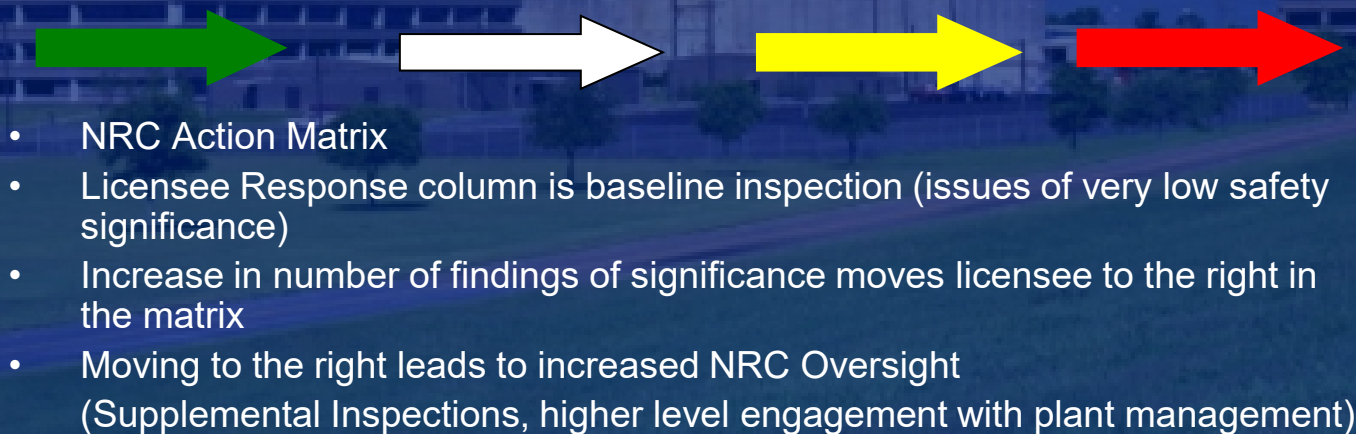 • NRC Action Matrix
• Licensee Response column is baseline inspection (issues of very low safety
significance)
• Increase in number of findings of significance moves licensee to the right in
the matrix
• Moving to the right leads to increased NRC Oversight
(Supplemental Inspections, higher level engagement with plant management)